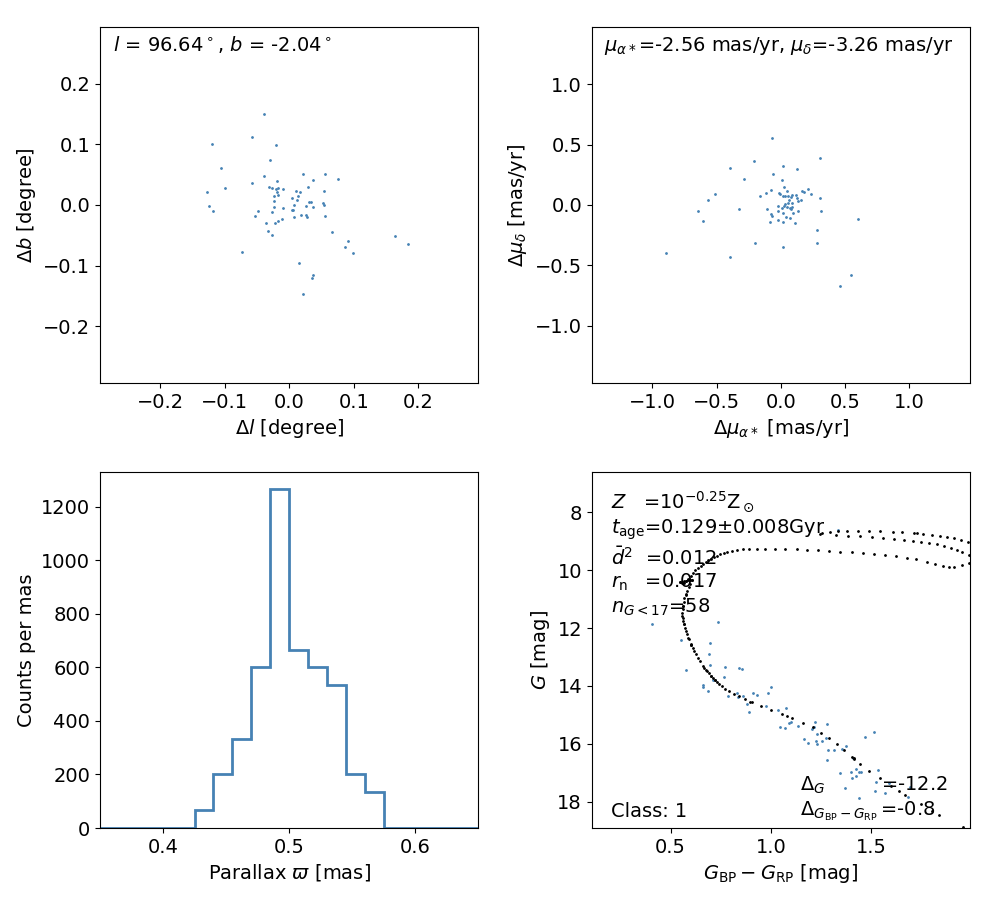 l = 96.64°, b = -2.04°
0.2
0.1
0.0
−0.1
−0.2
Δb [degree]
−0.2 −0.1 0.0 0.1 0.2
Δl [degree]
μα∗=-2.56 mas/yr, μδ=-3.26 mas/yr
1.0
0.5
0.0
−0.5
−1.0
Δμδ [mas/yr]
−1.0 −0.5 0.0 0.5 1.0
Δμα∗ [mas/yr]
1200
1000
800
600
400
200
0
Counts per mas
0.4 0.5 0.6
Parallax ϖ [mas]
Z =10^−0.25Z⊙
tage=0.129±0.008Gyr
d̄² =0.012
rn =0.017
nG<17=58
8
10
12
14
16
18
G [mag]
ΔG =-12.2
ΔGBP−GRP=-0.8
Class: 1
0.5 1.0 1.5
GBP − GRP [mag]